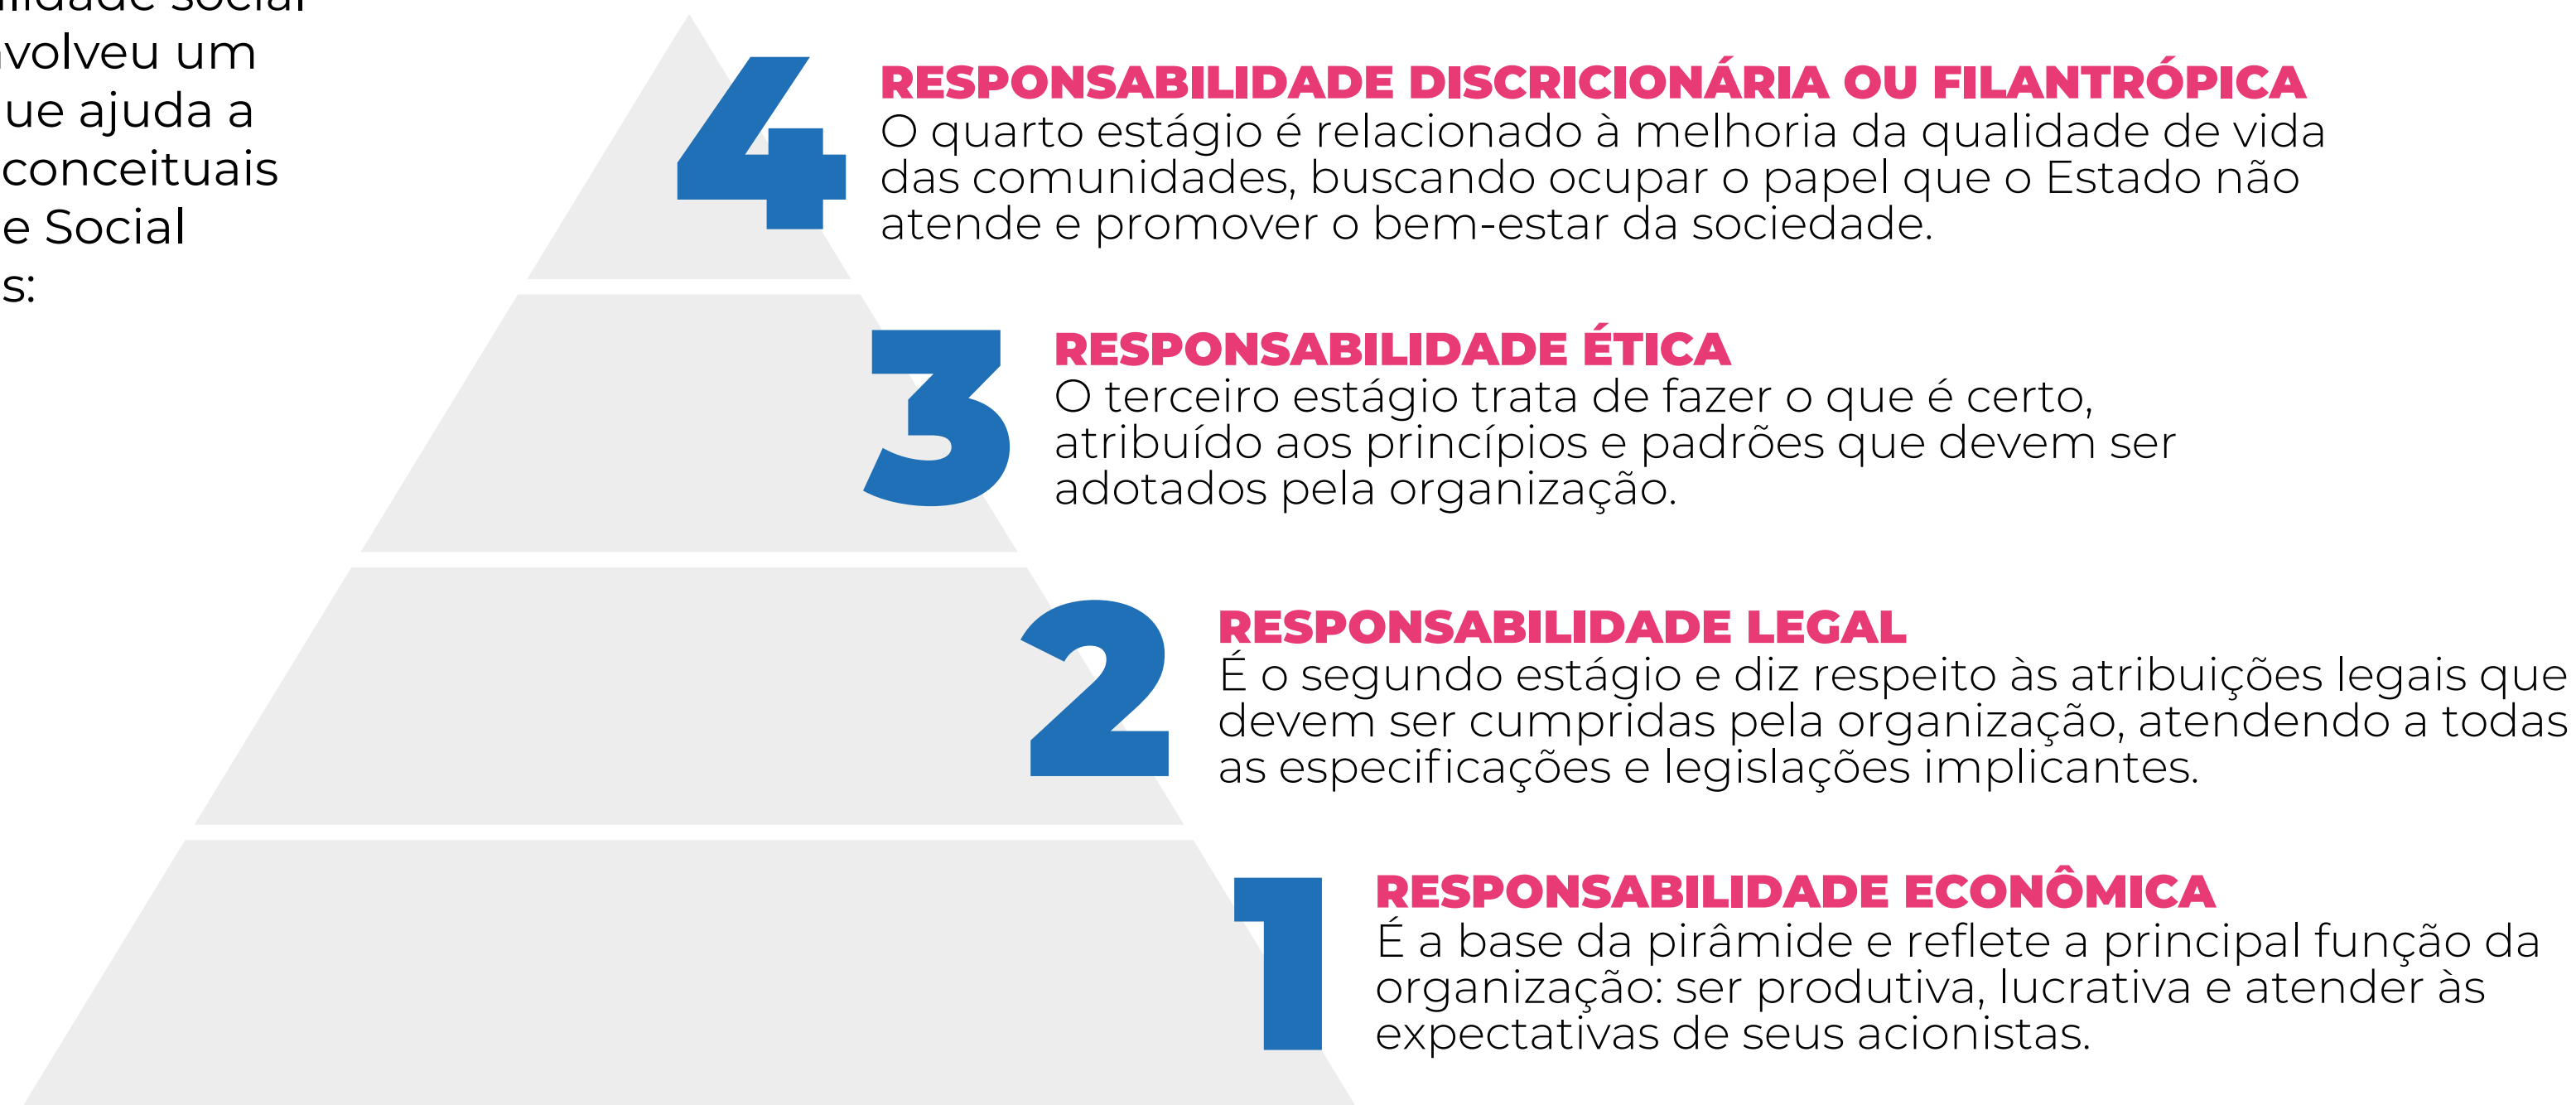 volveu um
ue ajuda a
conceituais
e Social
s:
4
RESPONSABILIDADE DISCRICIONÁRIA OU FILANTRÓPICA
O quarto estágio é relacionado à melhoria da qualidade de vida
das comunidades, buscando ocupar o papel que o Estado não
atende e promover o bem-estar da sociedade.
3
RESPONSABILIDADE ÉTICA
O terceiro estágio trata de fazer o que é certo,
atribuído aos princípios e padrões que devem ser
adotados pela organização.
2
RESPONSABILIDADE LEGAL
É o segundo estágio e diz respeito às atribuições legais que
devem ser cumpridas pela organização, atendendo a todas
as especificações e legislações implicantes.
1
RESPONSABILIDADE ECONÔMICA
É a base da pirâmide e reflete a principal função da
organização: ser produtiva, lucrativa e atender às
expectativas de seus acionistas.